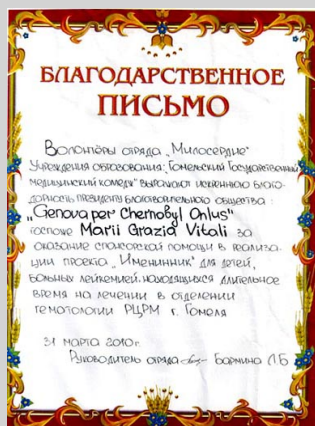 БЛАГОДАРСТВЕННОЕ
ПИСЬМО
Волонтёры отряда „Милосердие"
Учреждения образования: „Гомельский Государственный
медицинский колледж" выражают искреннюю благо-
дарность президенту благотворительного общества:
„Genova per Chernobyl Onlus"
госпоже Marii Grazia Vitali за
оказание спонсорской помощи в реализа-
ции проекта „Именинник" для детей,
больных лейкемией, находящихся длительное
время на лечении в отделении
гематологии РЦРМ г. Гомеля
31 марта 2010г.
Руководитель отряда Бармина Л.Б